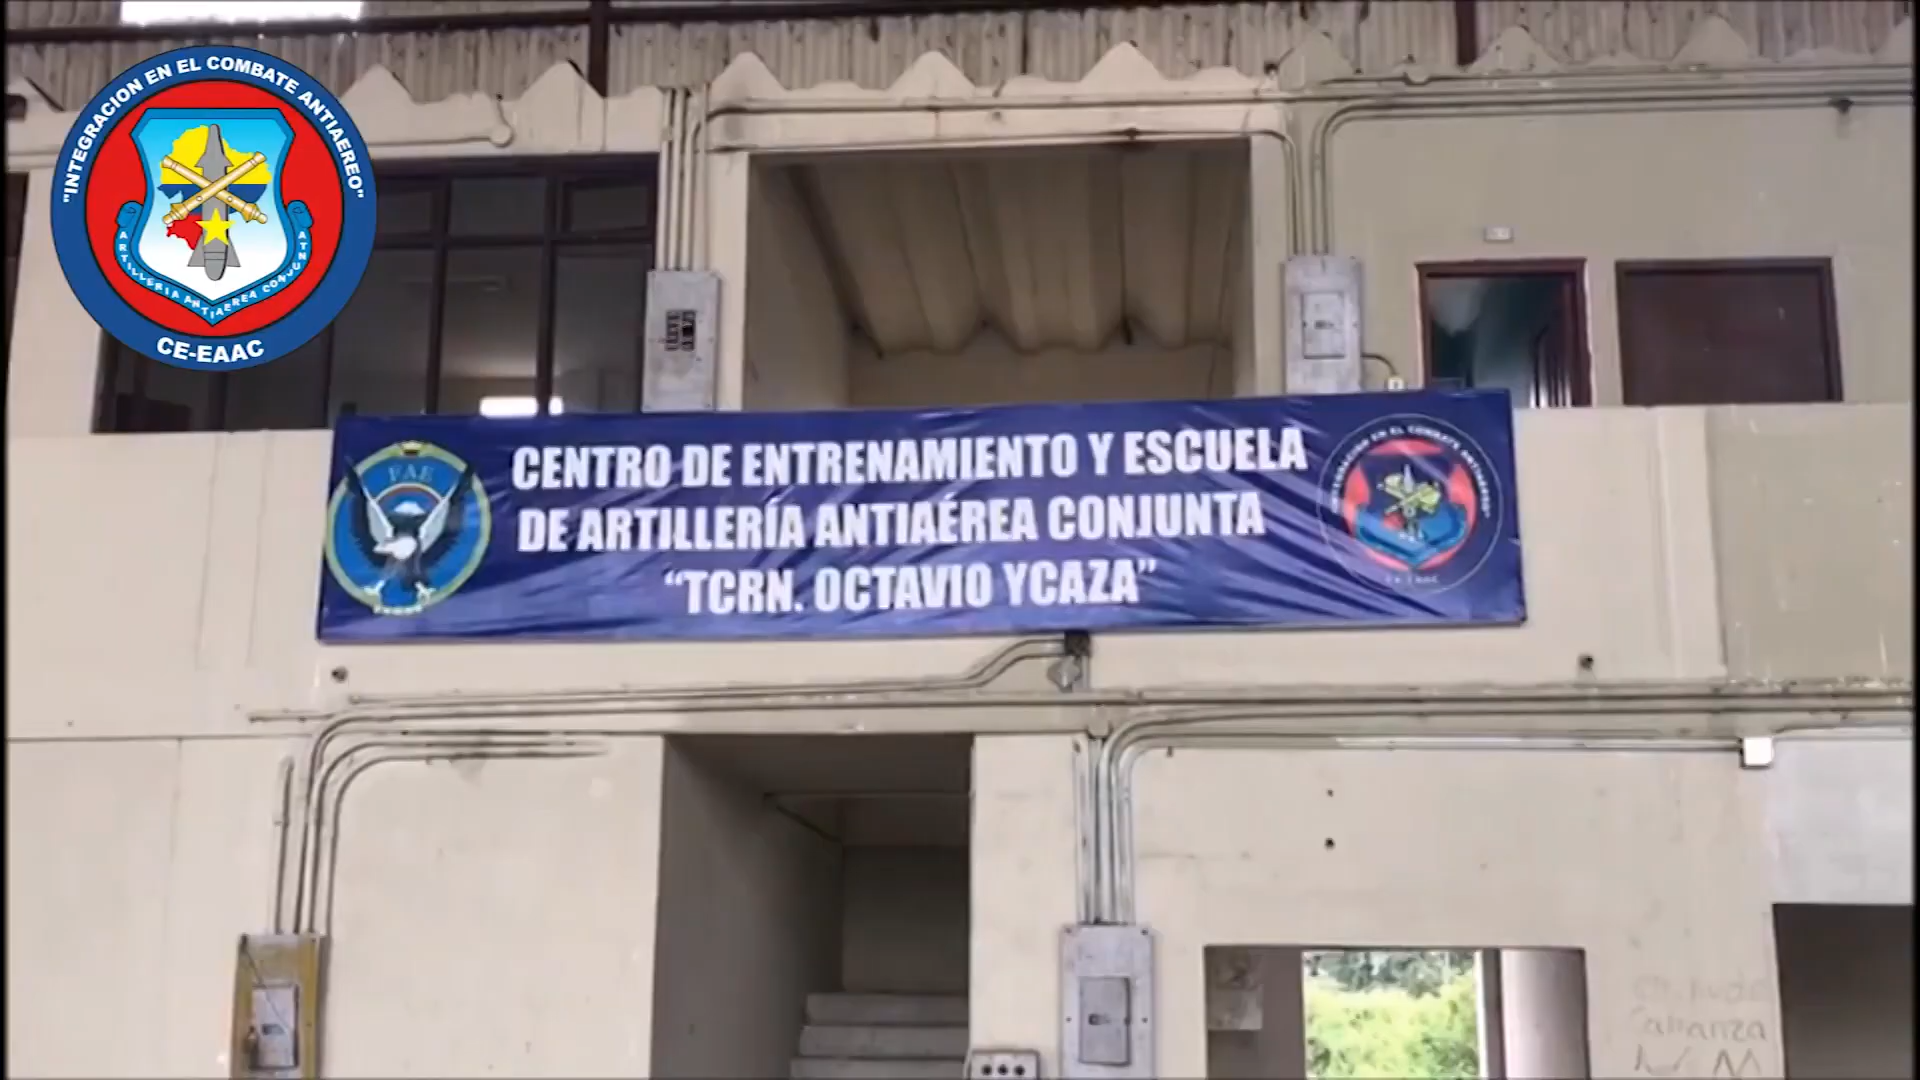 "INTEGRACION EN EL COMBATE ANTIAEREO"
ARTILLERIA ANTIAEREA CONJUNTA
CE-EAAC
FAE
CENTRO DE ENTRENAMIENTO Y ESCUELA
DE ARTILLERÍA ANTIAÉREA CONJUNTA
“TCRN. OCTAVIO YCAZA”